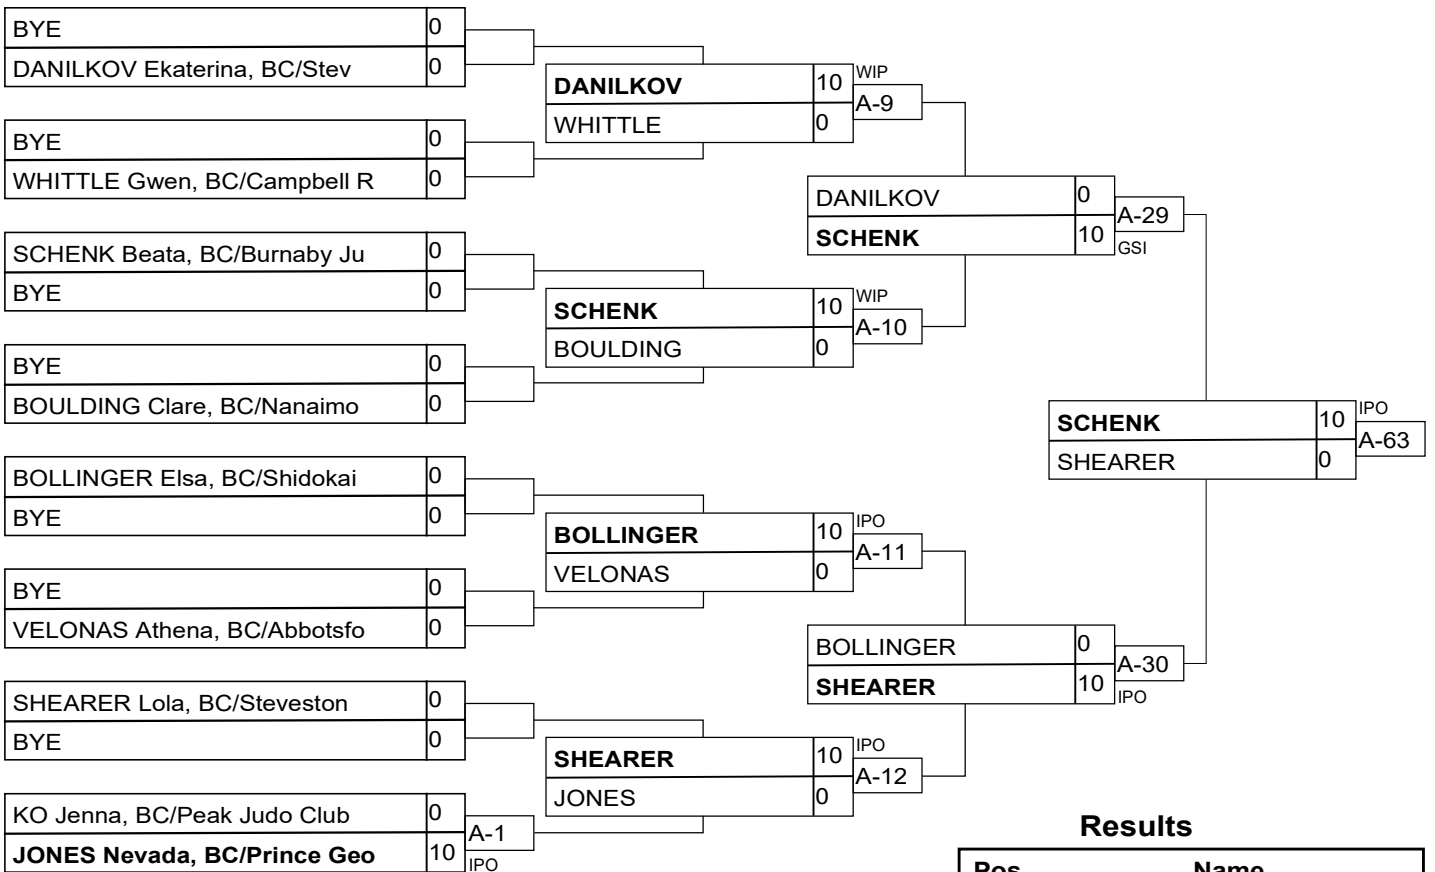 BYE 0
DANILKOV Ekaterina, BC/Stev 0
BYE 0
WHITTLE Gwen, BC/Campbell R 0
SCHENK Beata, BC/Burnaby Ju 0
BYE 0
BYE 0
BOULDING Clare, BC/Nanaimo 0
BOLLINGER Elsa, BC/Shidokai 0
BYE 0
BYE 0
VELONAS Athena, BC/Abbotsfo 0
SHEARER Lola, BC/Steveston 0
BYE 0
KO Jenna, BC/Peak Judo Club 0
A-1
JONES Nevada, BC/Prince Geo 10 IPO
DANILKOV 10 WIP
A-9
WHITTLE 0
SCHENK 10 WIP
A-10
BOULDING 0
BOLLINGER 10 IPO
A-11
VELONAS 0
SHEARER 10 IPO
A-12
JONES 0
DANILKOV 0
A-29
SCHENK 10 GSI
BOLLINGER 0
A-30
SHEARER 10 IPO
SCHENK 10 IPO
A-63
SHEARER 0
Results
Pos Name